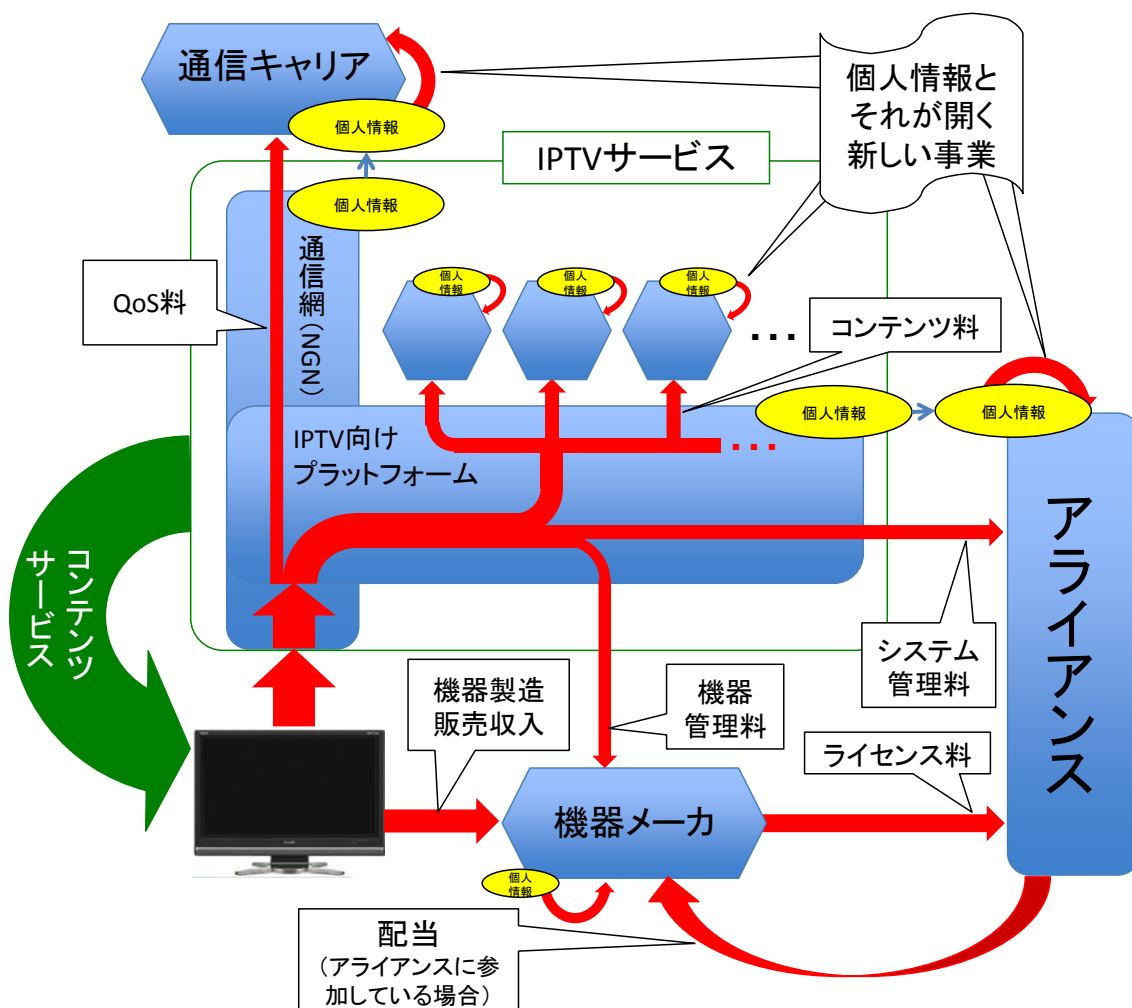 通信キャリア
個人情報
個人情報と
それが開く
新しい事業
IPTVサービス
個人情報
通信網(NGN)
QoS料
個人
情報
個人
情報
個人
情報
・・・
コンテンツ料
個人情報
個人情報
IPTV向け
プラットフォーム
・・・
アライアンス
コンテンツ
サービス
システム
管理料
機器製造
販売収入
機器
管理料
ライセンス料
機器メーカ
個人
情報
配当
(アライアンスに参
加している場合)